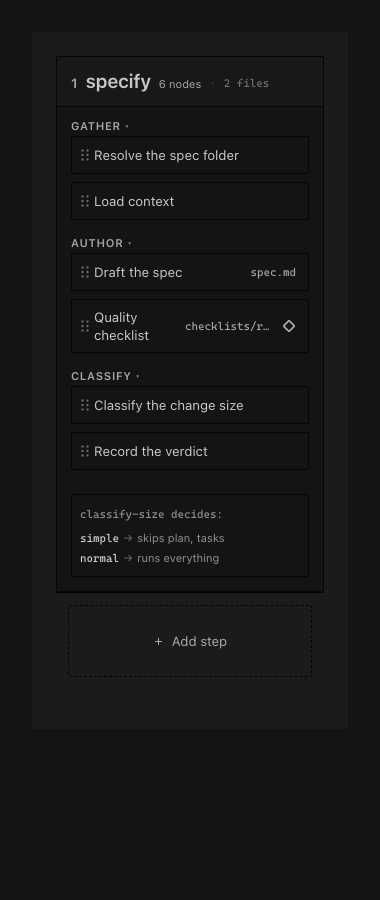 1 specify 6 nodes · 2 files
GATHER
Resolve the spec folder
Load context
AUTHOR
Draft the spec spec.md
Quality
checklist checklists/r…
CLASSIFY
Classify the change size
Record the verdict
classify-size decides:
simple → skips plan, tasks
normal → runs everything
+ Add step